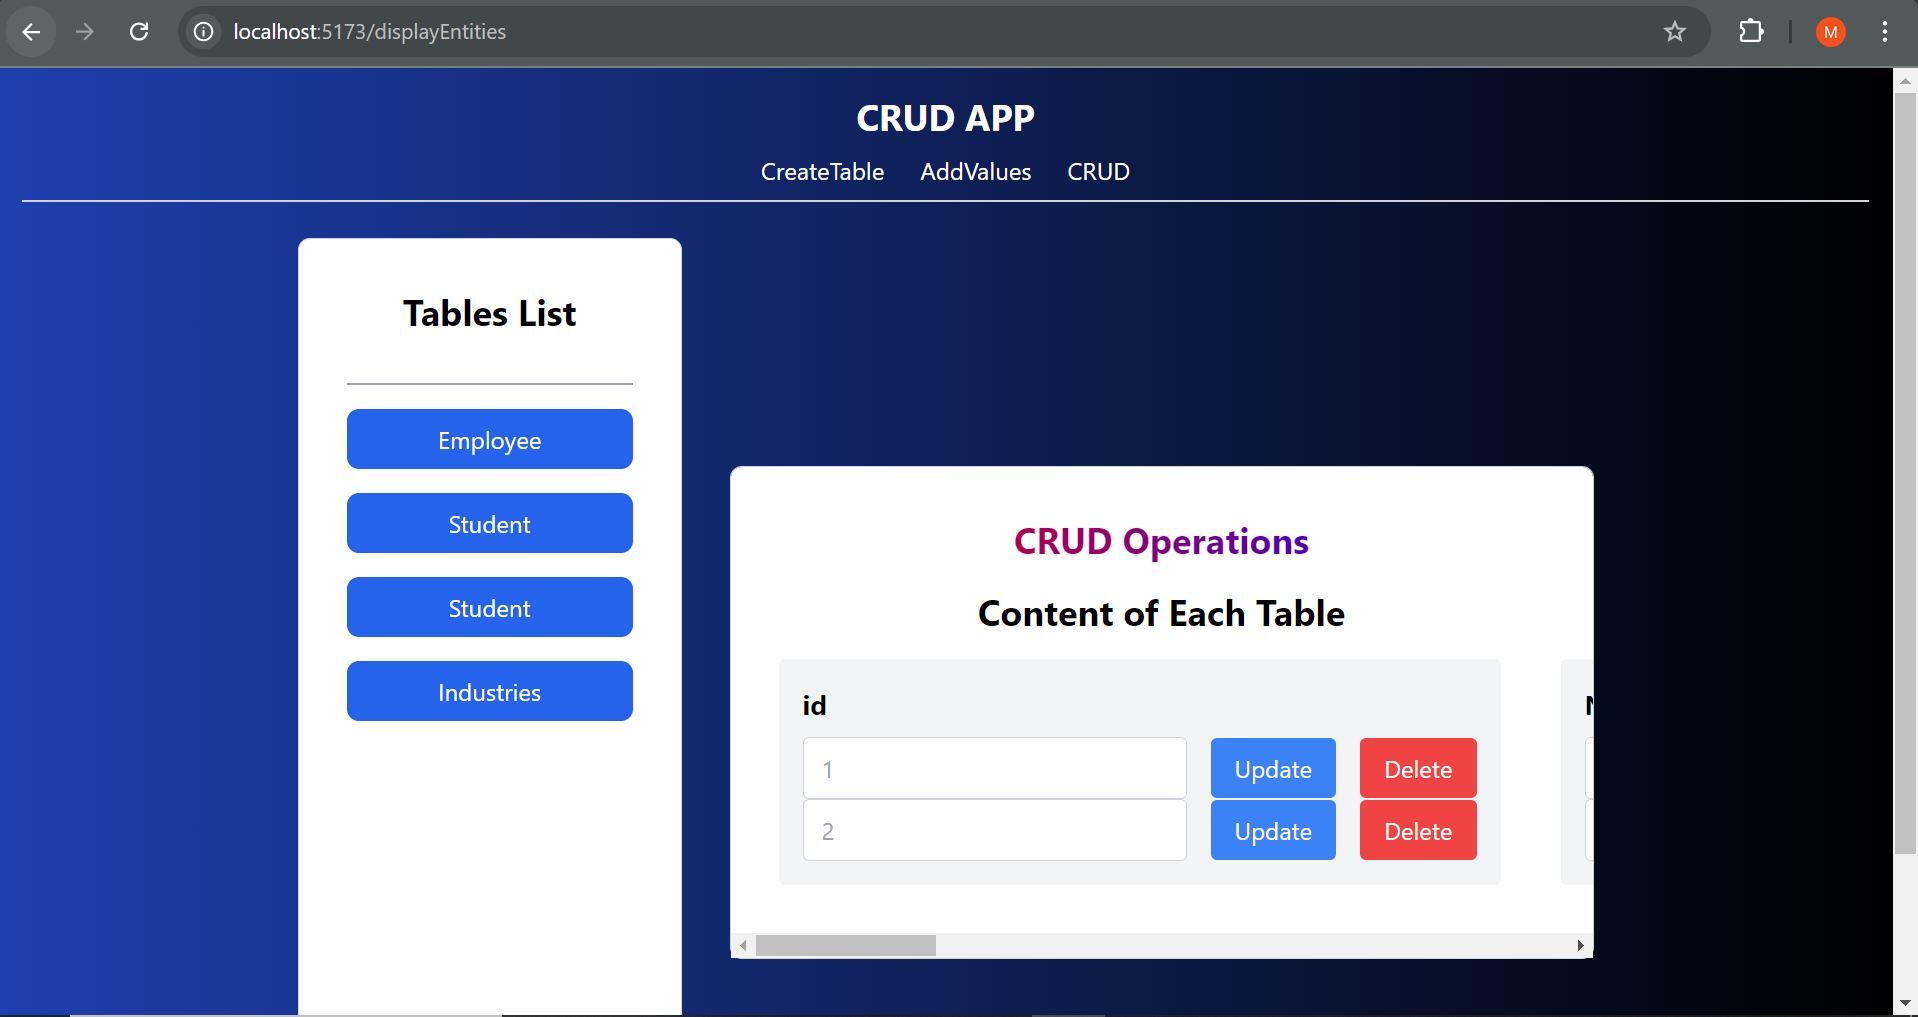 localhost:5173/displayEntities
M
CRUD APP
CreateTable AddValues CRUD
Tables List
Employee
Student
Student
Industries
CRUD Operations
Content of Each Table
id
1 Update Delete
2 Update Delete